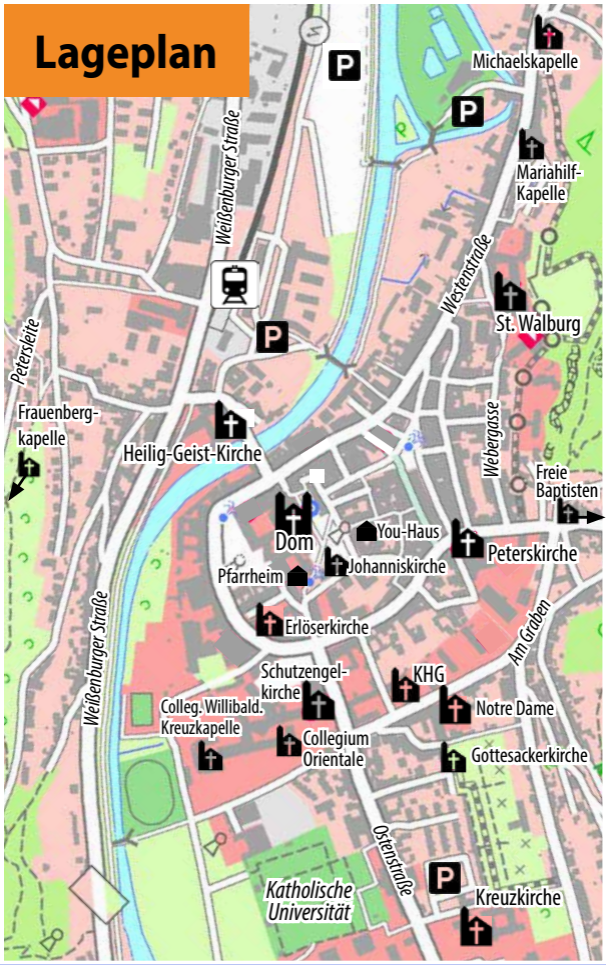 Lageplan
P
Michaelskapelle
P
Mariahilf-
Kapelle
Weißenburger Straße
Westenstraße
St. Walburg
P
Petersleite
Frauenberg-
kapelle
Heilig-Geist-Kirche
Webergasse
Freie
Baptisten
Dom
You-Haus
Peterskirche
Johanniskirche
Pfarrheim
Erlöserkirche
Am Graben
Weißenburger Straße
Schutzengel-
kirche
KHG
Colleg. Willibald.
Kreuzkapelle
Notre Dame
Collegium
Orientale
Gottesackerkirche
Ostenstraße
P
Katholische
Universität
Kreuzkirche